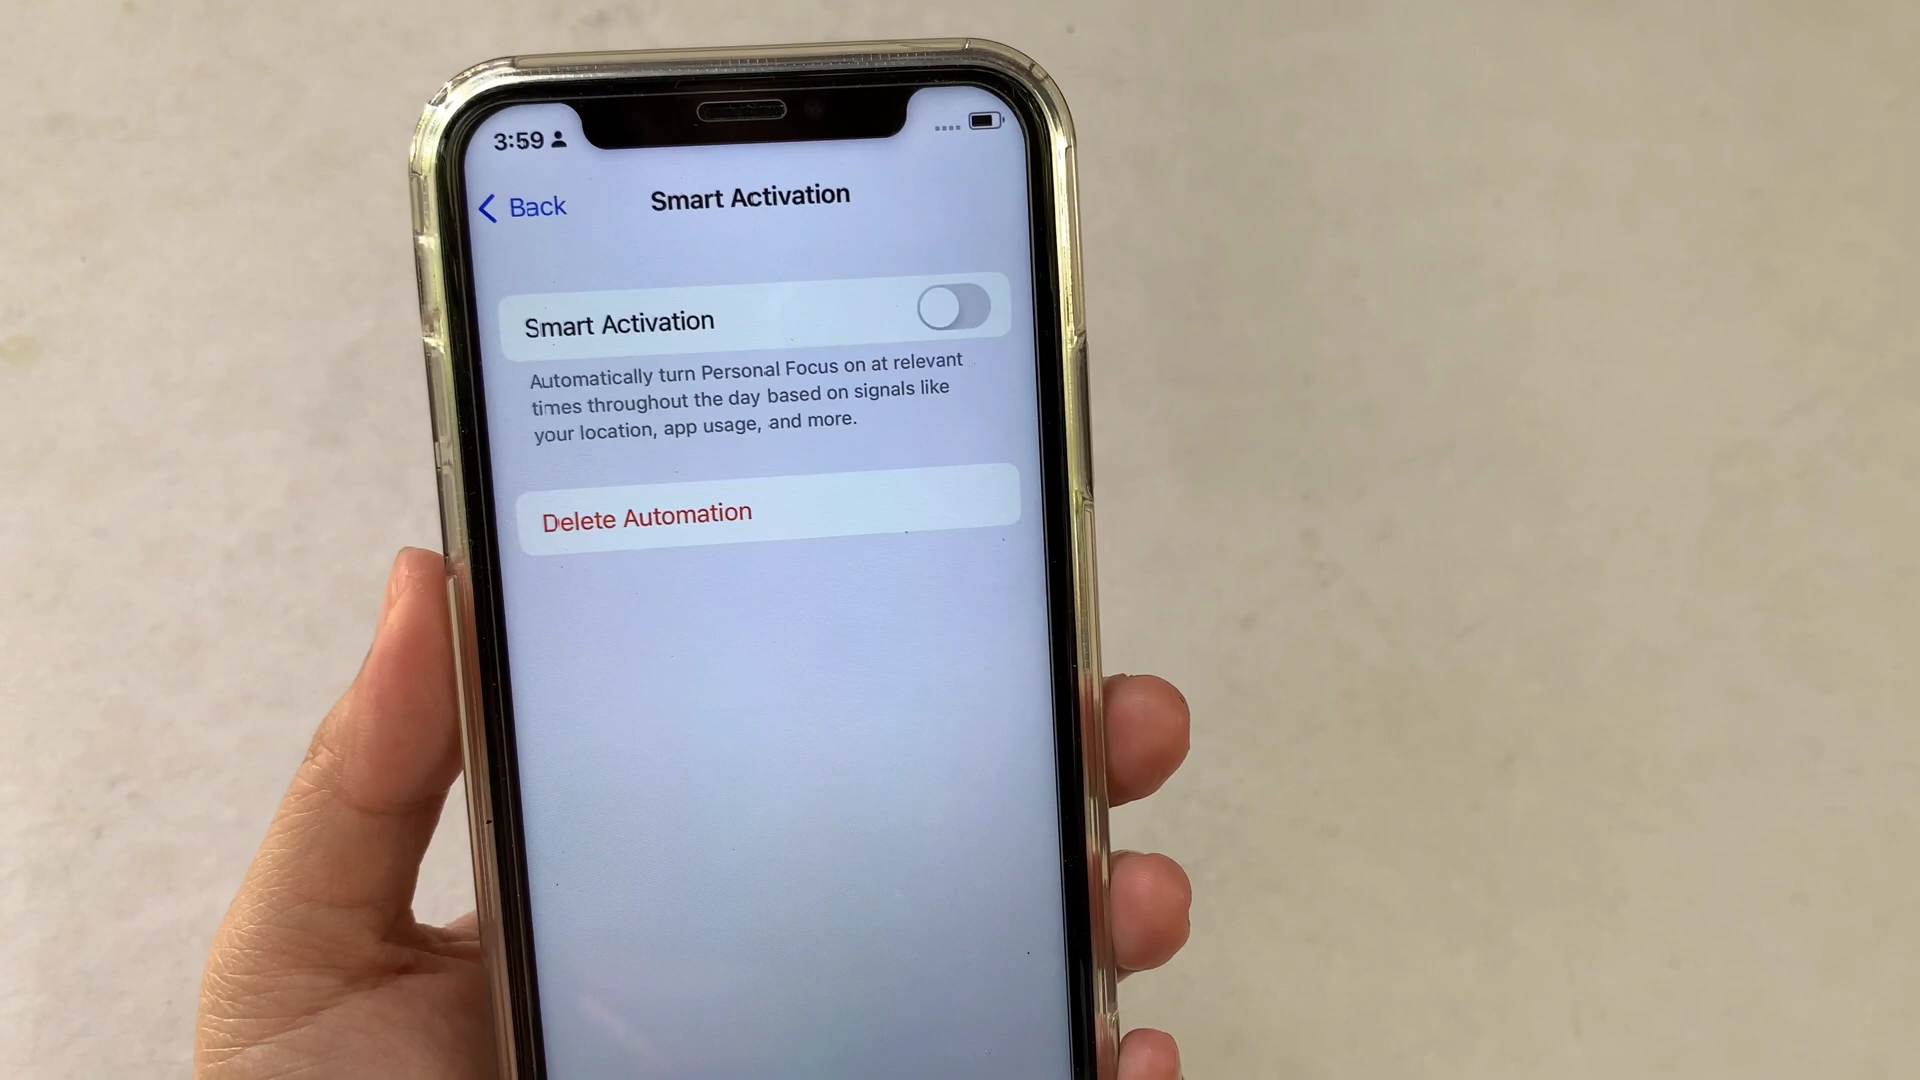 3:59
Back
Smart Activation
Smart Activation
Automatically turn Personal Focus on at relevant
times throughout the day based on signals like
your location, app usage, and more.
Delete Automation